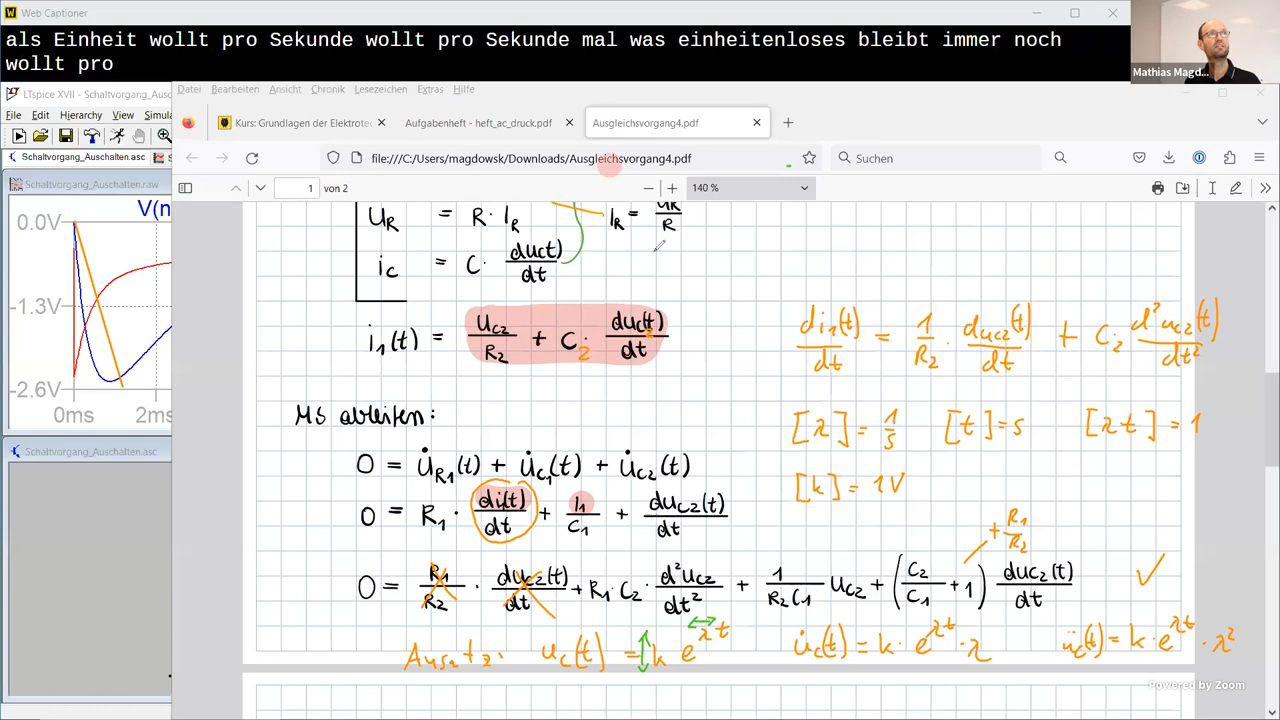 Web Captioner
als Einheit wollt pro Sekunde wollt pro Sekunde mal was einheitenloses bleibt immer noch
wollt pro
Mathias Magd...
LTspice XVII - Schaltvorgang_Aus
File Edit Hierarchy View Simula
Schaltvorgang_Auschalten.asc
Schaltvorgang_Auschalten.raw
V(n
0.0V
-1.3V
-2.6V
0ms 2ms
Schaltvorgang_Auschalten.asc
Datei Bearbeiten Ansicht Chronik Lesezeichen Extras Hilfe
Kurs: Grundlagen der Elektrotec
Aufgabenheft - heft_ac_druck.pdf
Ausgleichsvorgang4.pdf
file:///C:/Users/magdowsk/Downloads/Ausgleichsvorgang4.pdf
Suchen
1 von 2
140 %
u_R = R · I_R I_R = u_R/R
i_C = C · du_C(t)/dt
i_1(t) = u_C2/R_2 + C_2 · du_C2(t)/dt
di_1(t)/dt = 1/R_2 · du_C2(t)/dt + C_2 · d²u_C2(t)/dt²
[λ] = 1/s [t] = s [λt] = 1
[k] = 1V
MS ableiten:
0 = u̇_R1(t) + u̇_C1(t) + u̇_C2(t)
0 = R_1 · di_1(t)/dt + i_1/C_1 + du_C2(t)/dt
+ R_1/R_2
0 = R_1/R_2 · du_C2(t)/dt + R_1 · C_2 · d²u_C2/dt² + 1/(R_2 C_1) u_C2 + (C_2/C_1 + 1) du_C2(t)/dt ✓
Ansatz: u_C(t) = k e^λt u̇_C(t) = k · e^λt · λ ü_C(t) = k · e^λt · λ²
Powered by Zoom